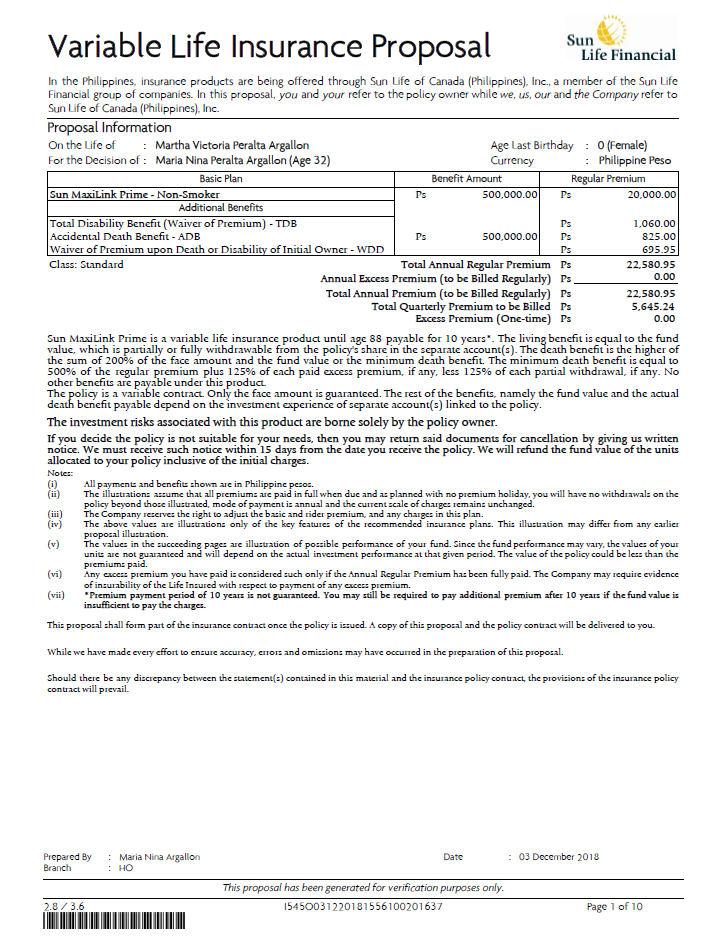 Variable Life Insurance Proposal
Sun
Life Financial
In the Philippines, insurance products are being offered through Sun Life of Canada (Philippines), Inc., a member of the Sun Life
Financial group of companies. In this proposal, you and your refer to the policy owner while we, us, our and the Company refer to
Sun Life of Canada (Philippines), Inc.
Proposal Information
On the Life of : Martha Victoria Peralta Argallon Age Last Birthday : 0 (Female)
For the Decision of : Maria Nina Peralta Argallon (Age 32) Currency : Philippine Peso
Basic Plan Benefit Amount Regular Premium
Sun MaxiLink Prime - Non-Smoker Ps 500,000.00 Ps 20,000.00
Additional Benefits
Total Disability Benefit (Waiver of Premium) - TDB Ps 1,060.00
Accidental Death Benefit - ADB Ps 500,000.00 Ps 825.00
Waiver of Premium upon Death or Disability of Initial Owner - WDD Ps 695.95
Class: Standard Total Annual Regular Premium Ps 22,580.95
Annual Excess Premium (to be Billed Regularly) Ps 0.00
Total Annual Premium (to be Billed Regularly) Ps 22,580.95
Total Quarterly Premium to be Billed Ps 5,645.24
Excess Premium (One-time) Ps 0.00
Sun MaxiLink Prime is a variable life insurance product until age 88 payable for 10 years*. The living benefit is equal to the fund
value, which is partially or fully withdrawable from the policy's share in the separate account(s). The death benefit is the higher of
the sum of 200% of the face amount and the fund value or the minimum death benefit. The minimum death benefit is equal to
500% of the regular premium plus 125% of each paid excess premium, if any, less 125% of each partial withdrawal, if any. No
other benefits are payable under this product.
The policy is a variable contract. Only the face amount is guaranteed. The rest of the benefits, namely the fund value and the actual
death benefit payable depend on the investment experience of separate account(s) linked to the policy.
The investment risks associated with this product are borne solely by the policy owner.
If you decide the policy is not suitable for your needs, then you may return said documents for cancellation by giving us written
notice. We must receive such notice within 15 days from the date you receive the policy. We will refund the fund value of the units
allocated to your policy inclusive of the initial charges.
Notes:
(i) All payments and benefits shown are in Philippine pesos.
(ii) The illustrations assume that all premiums are paid in full when due and as planned with no premium holiday, you will have no withdrawals on the
policy beyond those illustrated, mode of payment is annual and the current scale of charges remains unchanged.
(iii) The Company reserves the right to adjust the basic and rider premium, and any charges in this plan.
(iv) The above values are illustrations only of the key features of the recommended insurance plans. This illustration may differ from any earlier
proposal illustration.
(v) The values in the succeeding pages are illustration of possible performance of your fund. Since the fund performance may vary, the values of your
units are not guaranteed and will depend on the actual investment performance at that given period. The value of the policy could be less than the
premiums paid.
(vi) Any excess premium you have paid is considered such only if the Annual Regular Premium has been fully paid. The Company may require evidence
of insurability of the Life Insured with respect to payment of any excess premium.
(vii) *Premium payment period of 10 years is not guaranteed. You may still be required to pay additional premium after 10 years if the fund value is
insufficient to pay the charges.
This proposal shall form part of the insurance contract once the policy is issued. A copy of this proposal and the policy contract will be delivered to you.
While we have made every effort to ensure accuracy, errors and omissions may have occurred in the preparation of this proposal.
Should there be any discrepancy between the statement(s) contained in this material and the insurance policy contract, the provisions of the insurance policy
contract will prevail.
Prepared By : Maria Nina Argallon Date : 03 December 2018
Branch : HO
This proposal has been generated for verification purposes only.
2.8 / 3.6 I545O031220181556100201637 Page 1 of 10